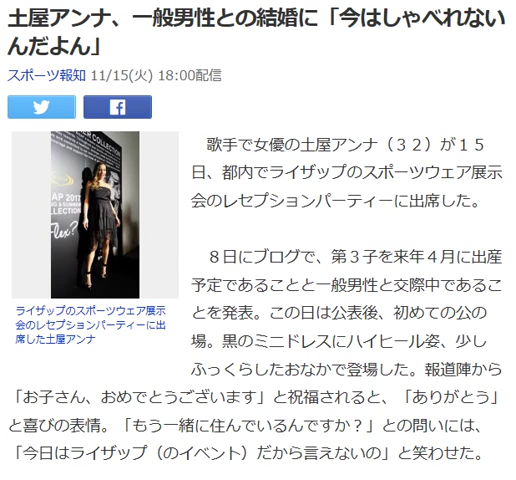 土屋アンナ、一般男性との結婚に「今はしゃべれない
んだよん」
スポーツ報知 11/15(火) 18:00配信
歌手で女優の土屋アンナ（３２）が１５
日、都内でライザップのスポーツウェア展示
会のレセプションパーティーに出席した。
ER COLLECTION
AP 2017
COLLECTION
flex?
ライザップのスポーツウェア展示
会のレセプションパーティーに出
席した土屋アンナ
８日にブログで、第３子を来年４月に出産
予定であることと一般男性と交際中であるこ
とを発表。この日は公表後、初めての公の
場。黒のミニドレスにハイヒール姿、少し
ふっくらしたおなかで登場した。報道陣から
「お子さん、おめでとうございます」と祝福されると、「ありがとう」
と喜びの表情。「もう一緒に住んでいるんですか？」との問いには、
「今日はライザップ（のイベント）だから言えないの」と笑わせた。